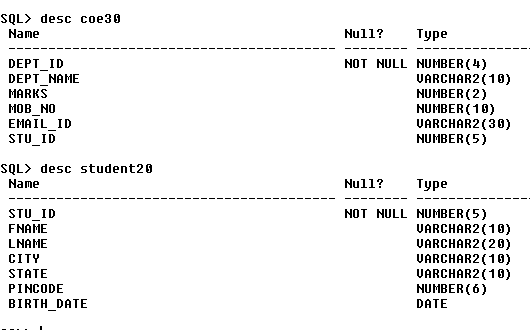 SQL> desc coe30
Name Null? Type
----------------------------------------- -------- ----------------
DEPT_ID NOT NULL NUMBER(4)
DEPT_NAME VARCHAR2(10)
MARKS NUMBER(2)
MOB_NO NUMBER(10)
EMAIL_ID VARCHAR2(30)
STU_ID NUMBER(5)
SQL> desc student20
Name Null? Type
----------------------------------------- -------- ----------------
STU_ID NOT NULL NUMBER(5)
FNAME VARCHAR2(10)
LNAME VARCHAR2(20)
CITY VARCHAR2(10)
STATE VARCHAR2(10)
PINCODE NUMBER(6)
BIRTH_DATE DATE